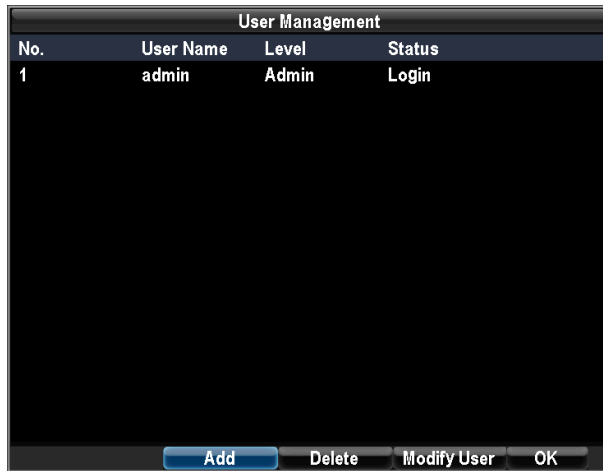 User Management
No. User Name Level Status
1 admin Admin Login
Add Delete Modify User OK